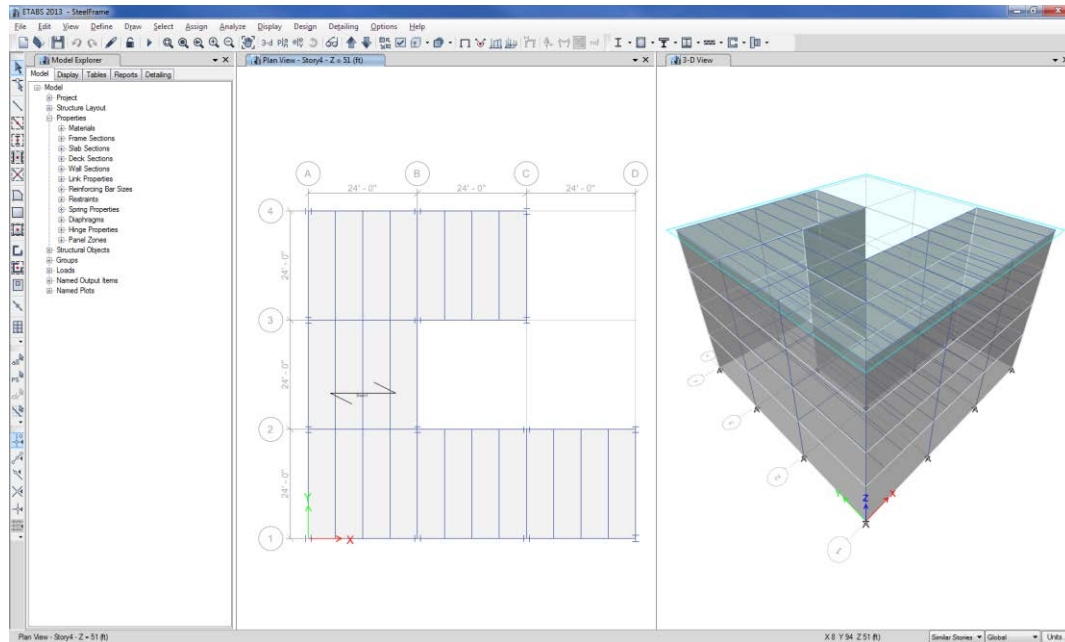 ETABS 2013 - SteelFrame
File Edit View Define Draw Select Assign Analyze Display Design Detailing Options Help
3-d
Model Explorer
Model Display Tables Reports Detailing
Model
Project
Structure Layout
Properties
Materials
Frame Sections
Slab Sections
Deck Sections
Wall Sections
Link Properties
Reinforcing Bar Sizes
Restraints
Spring Properties
Diaphragms
Hinge Properties
Panel Zones
Structural Objects
Groups
Loads
Named Output Items
Named Plots
Plan View - Story4 - Z = 51 (ft)
A B C D
24' - 0" 24' - 0" 24' - 0"
4
24' - 0"
3
24' - 0"
2
24' - 0"
Y
1
X
3-D View
Y Z X
Plan View - Story4 - Z = 51 (ft)
X 8 Y 94 Z 51 (ft)
Similar Stories Global Units...